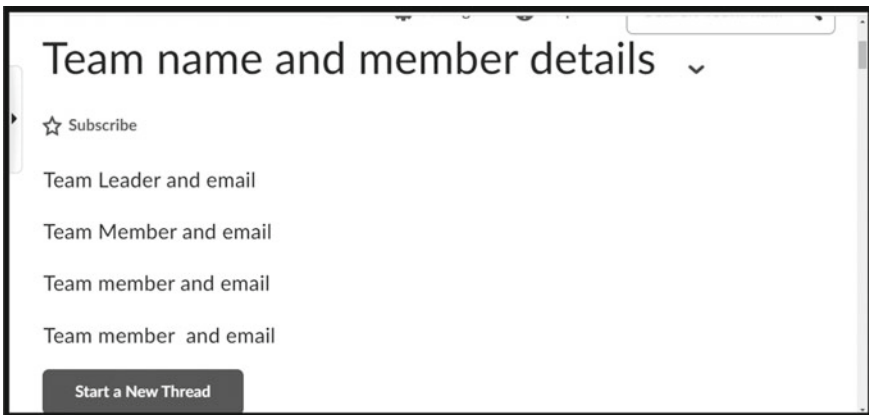 Team name and member details
Subscribe
Team Leader and email
Team Member and email
Team member and email
Team member  and email
Start a New Thread